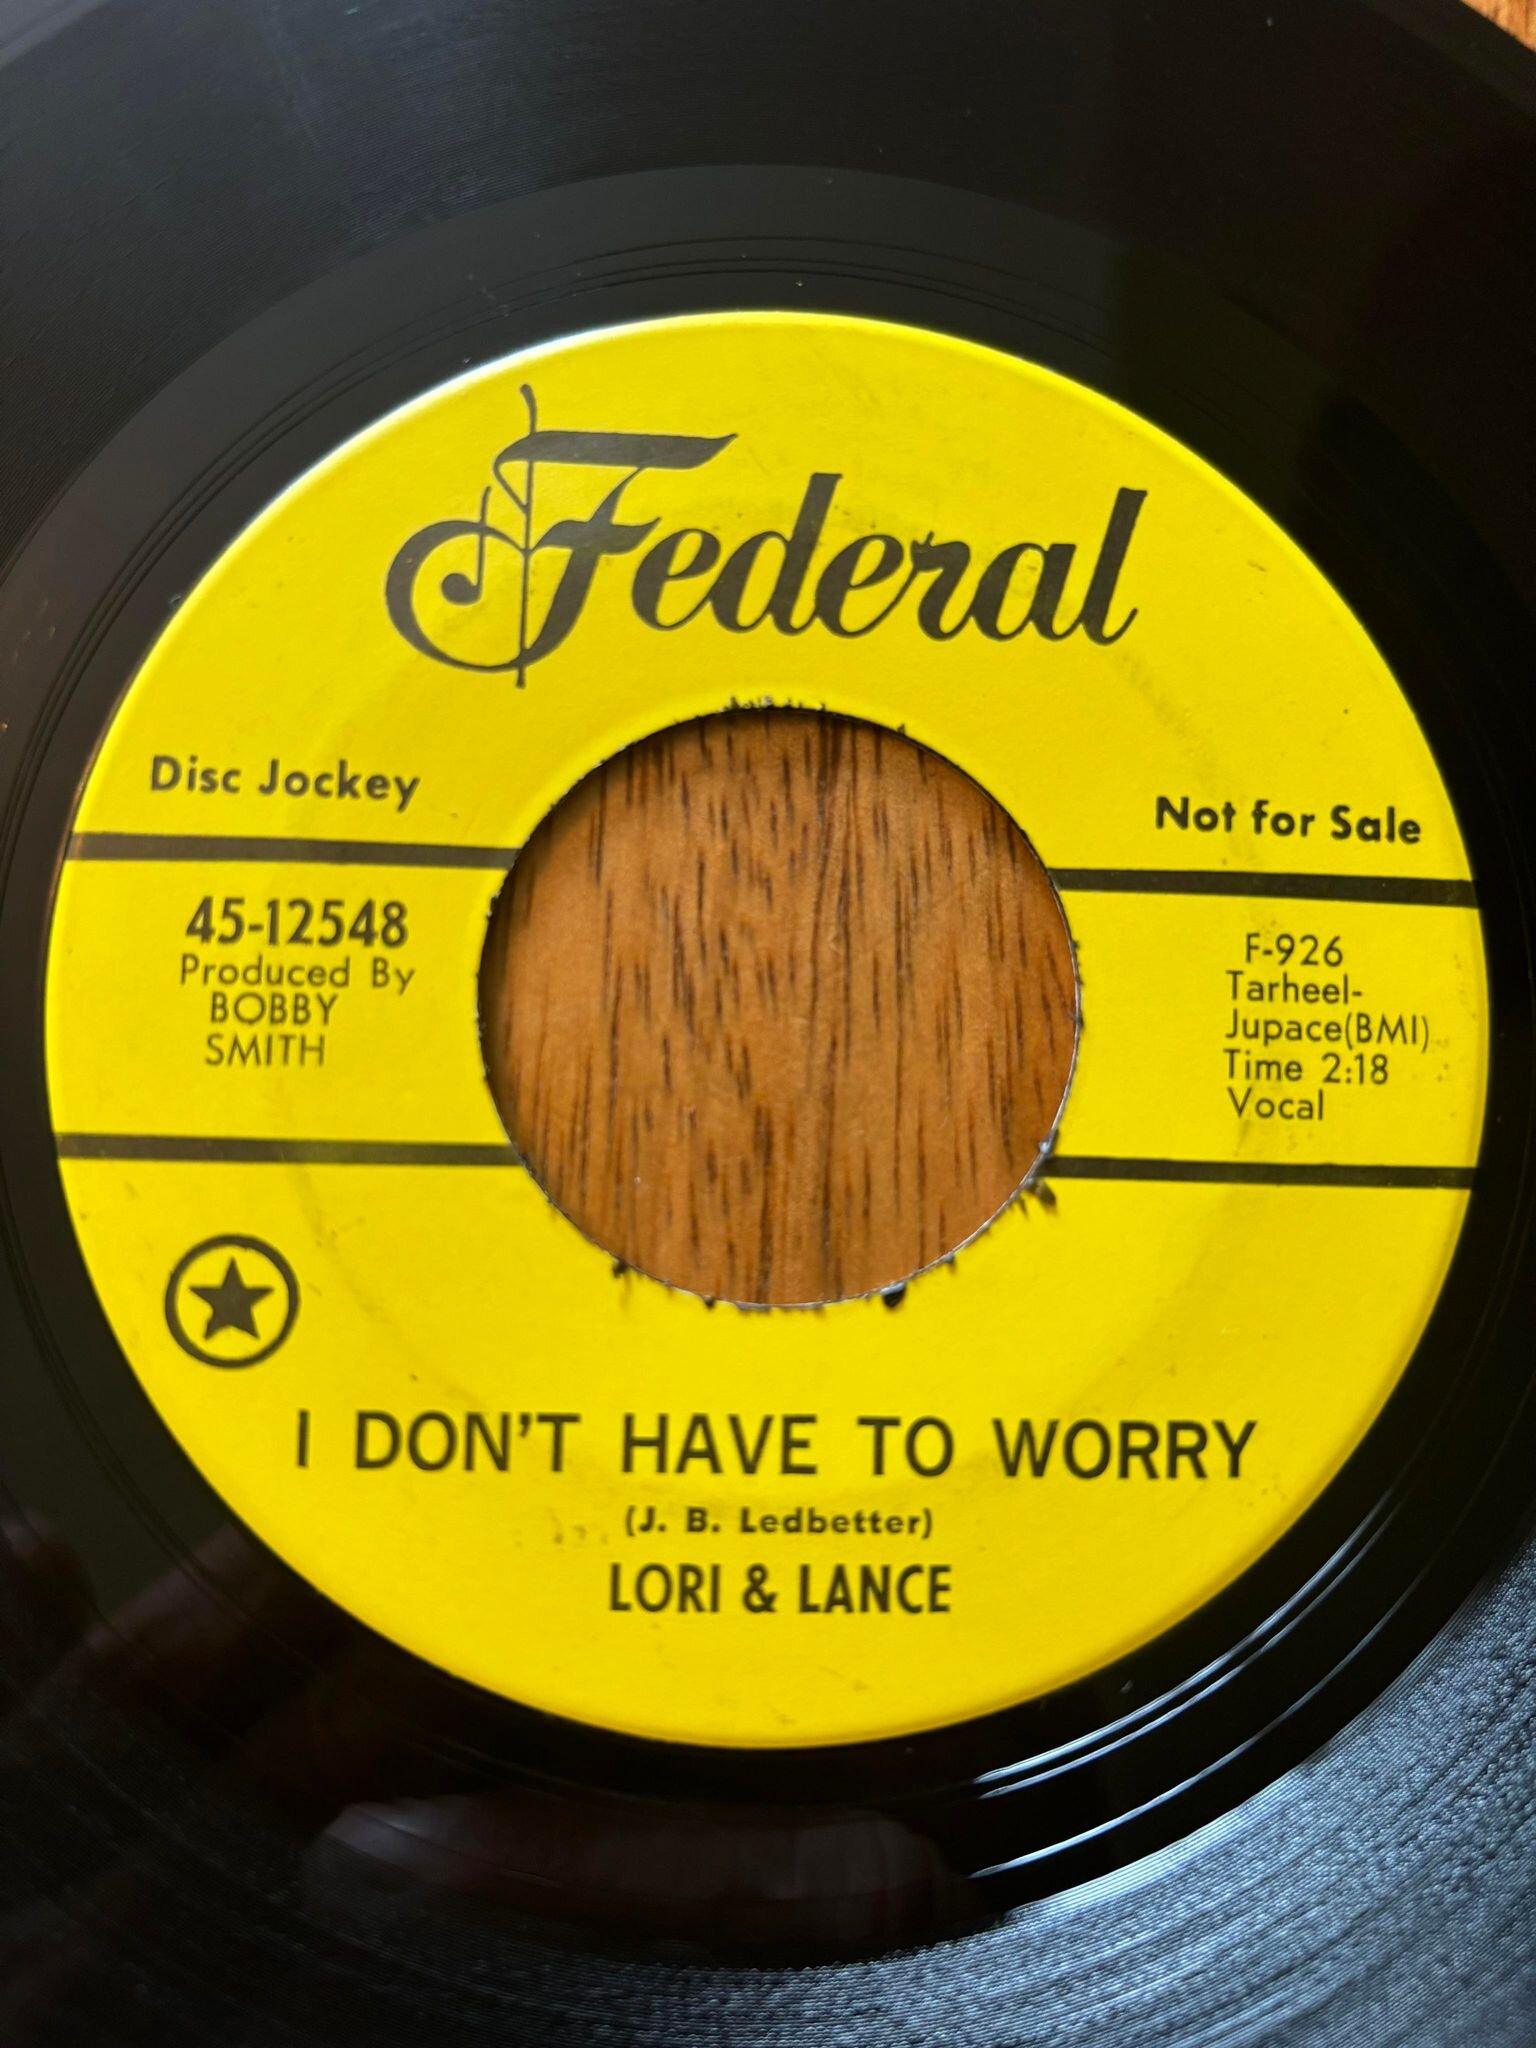 Federal
Disc Jockey
Not for Sale
45-12548
Produced By
BOBBY
SMITH
F-926
Tarheel-
Jupace(BMI)
Time 2:18
Vocal
I DON'T HAVE TO WORRY
(J. B. Ledbetter)
LORI & LANCE